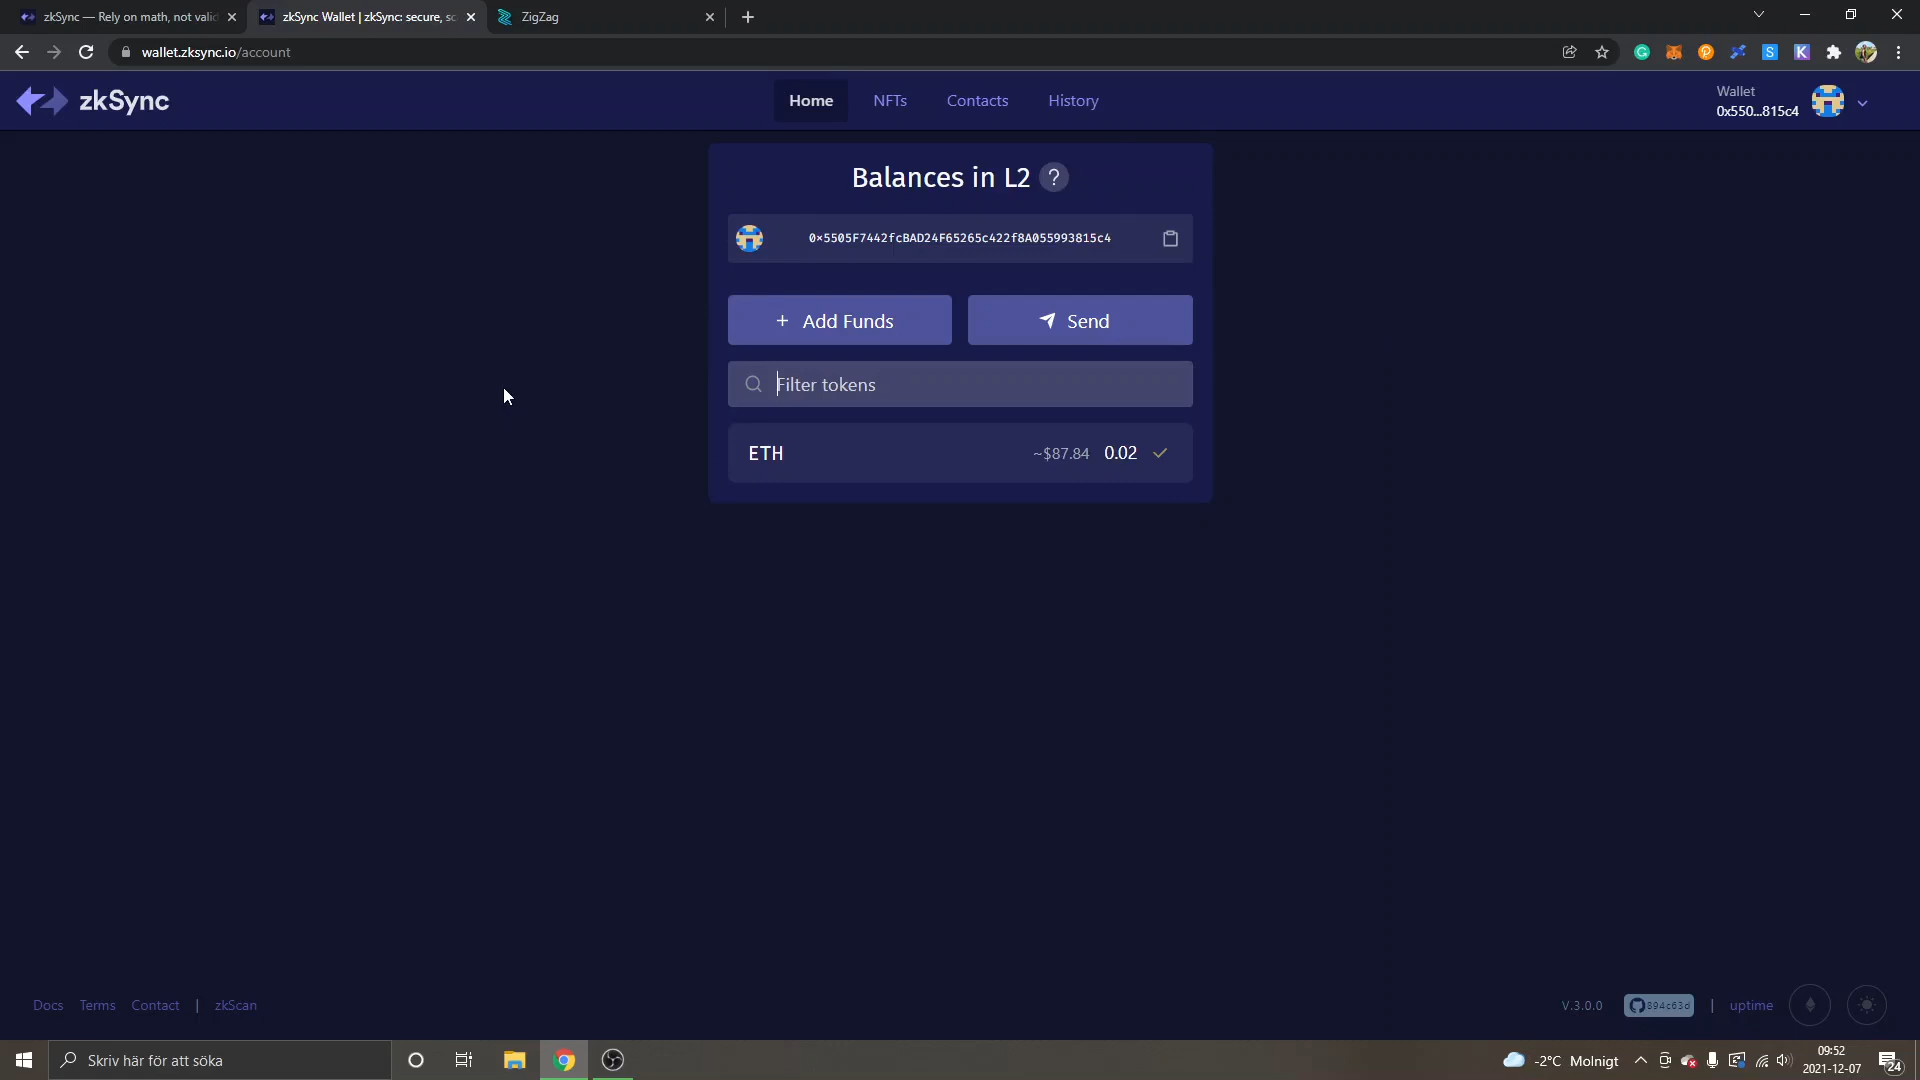 zkSync — Rely on math, not valid
zkSync Wallet | zkSync: secure, sc
ZigZag
wallet.zksync.io/account
zkSync
Home
NFTs
Contacts
History
Wallet
0x550...815c4
Balances in L2 ?
0×5505F7442fcBAD24F65265c422f8A055993815c4
+ Add Funds
Send
Filter tokens
ETH ~$87.84 0.02
Docs Terms Contact | zkScan
V.3.0.0 894c63d | uptime
Skriv här för att söka
-2°C Molnigt
09:52
2021-12-07
24